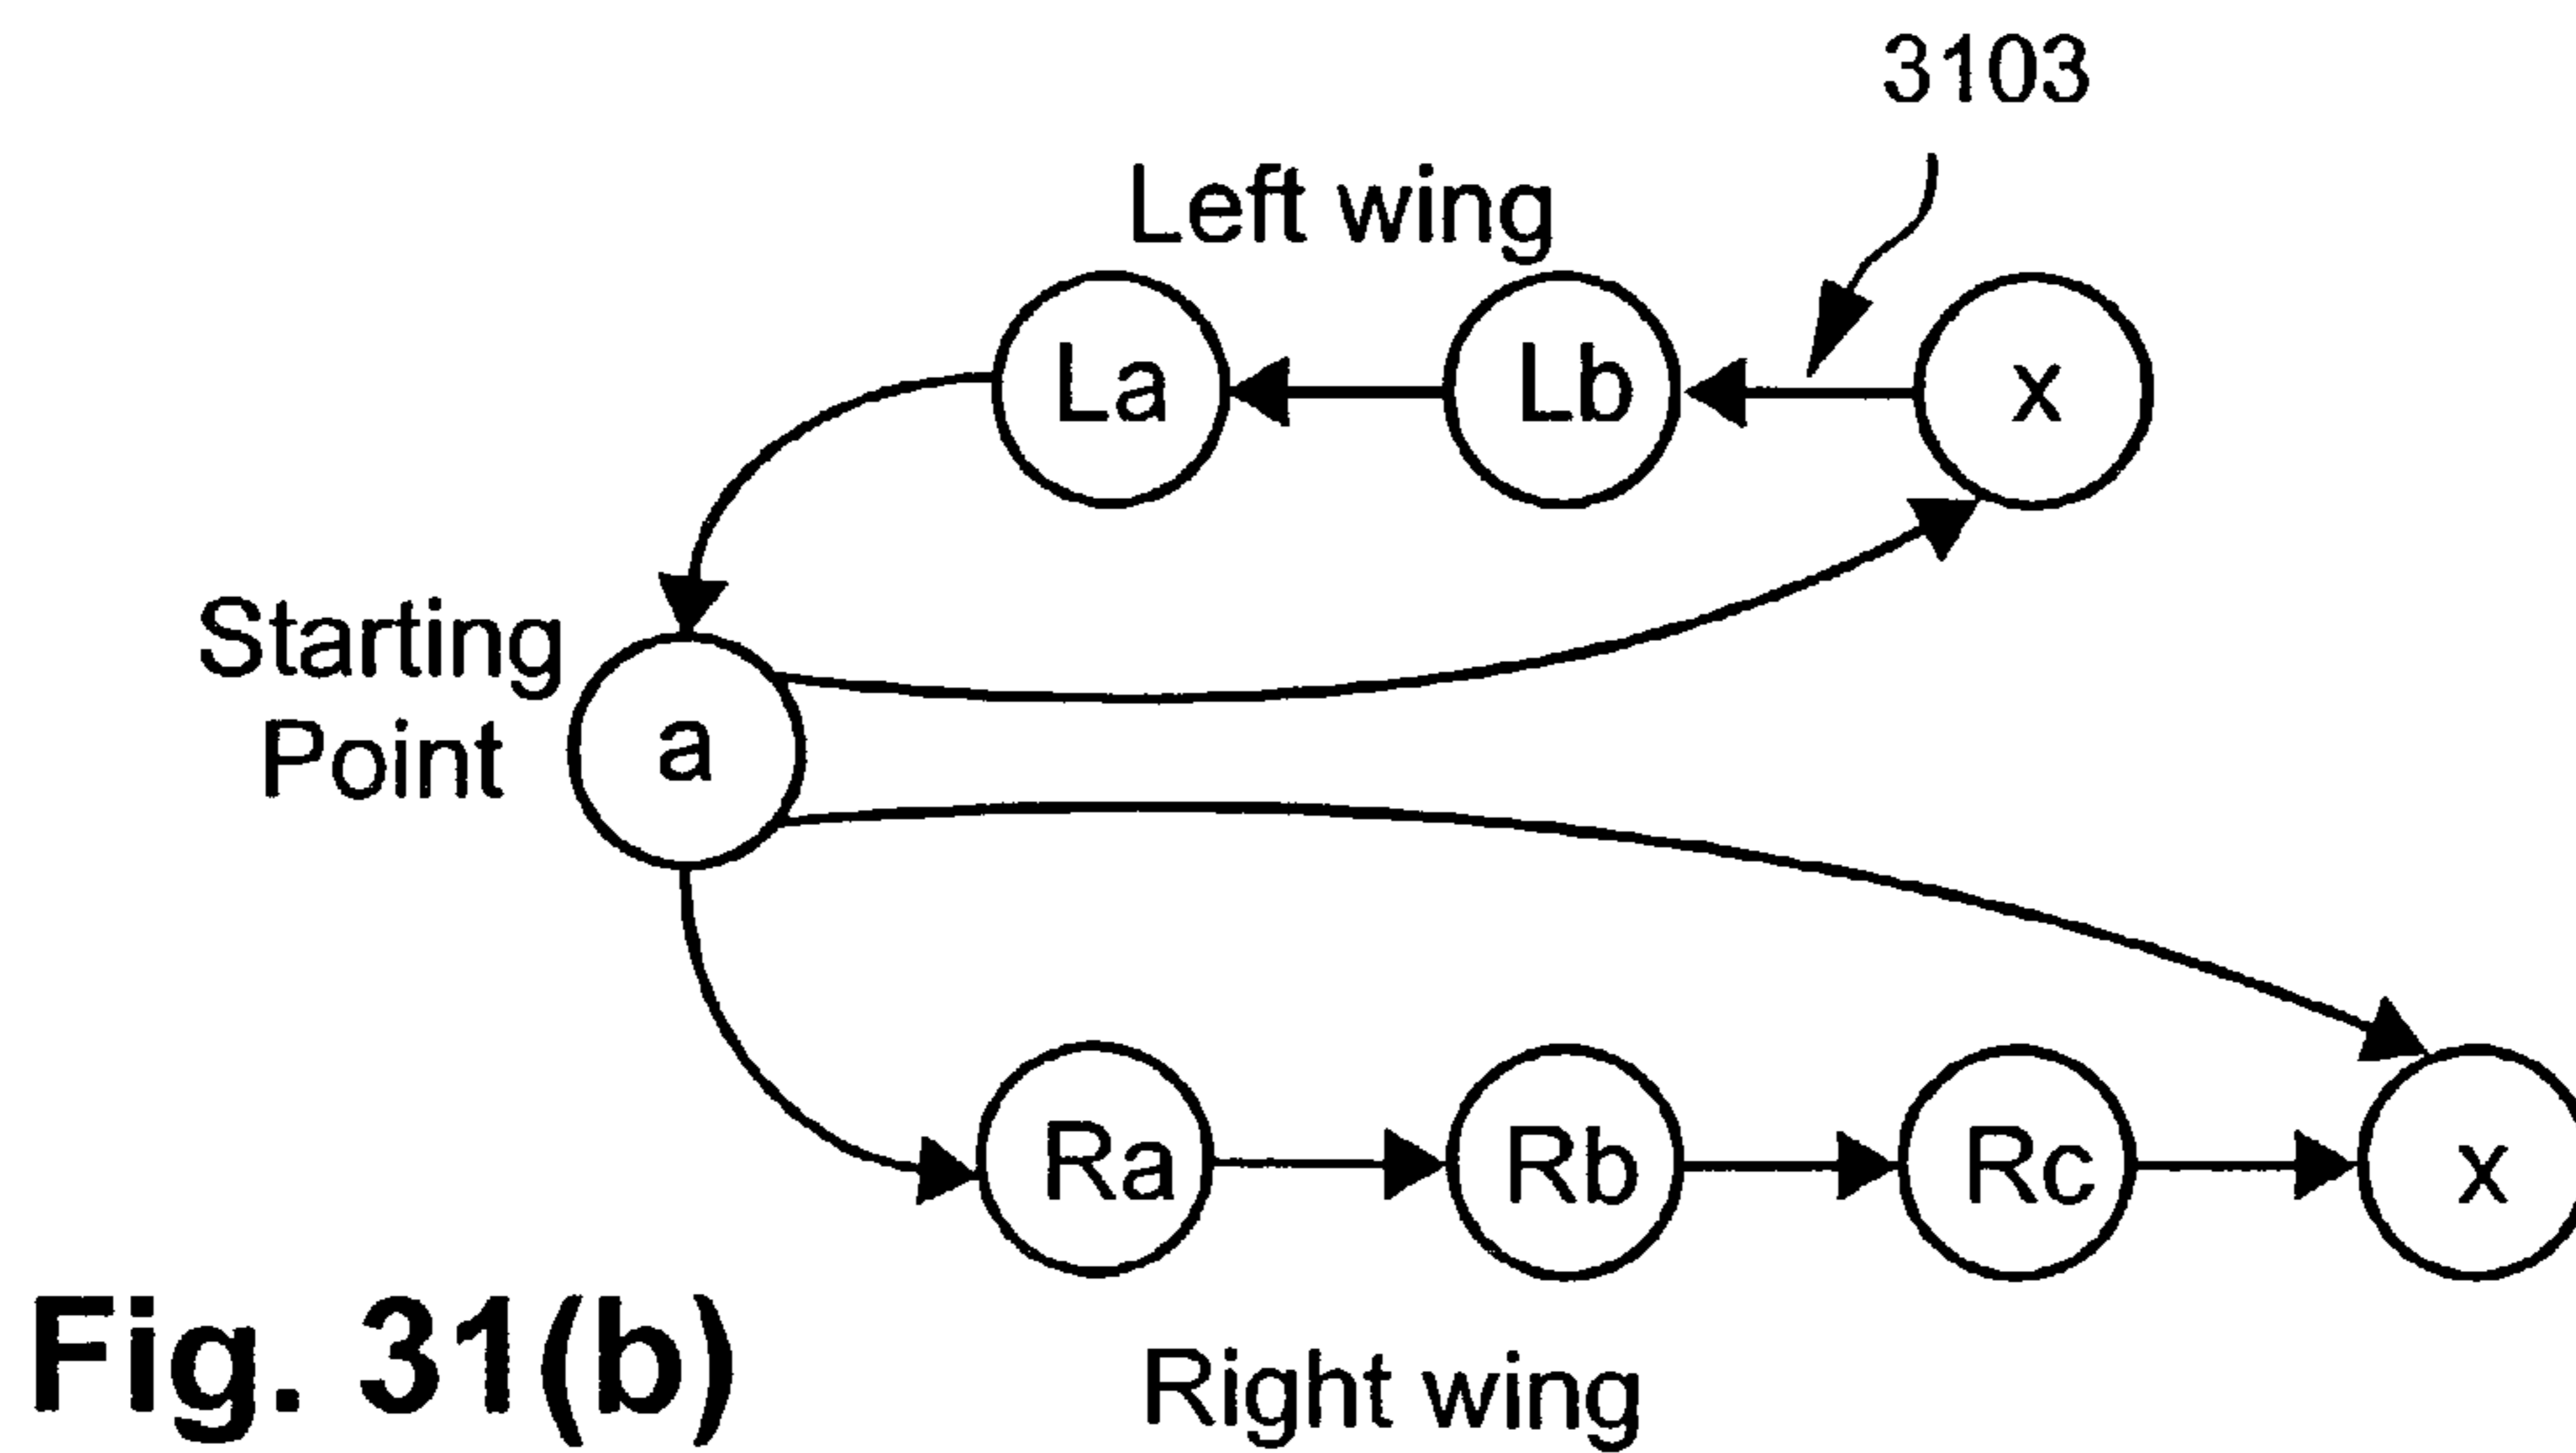 3103
Left wing
La
Lb
x
Starting
Point
a
Ra
Rb
Rc
x
Fig. 31(b)
Right wing